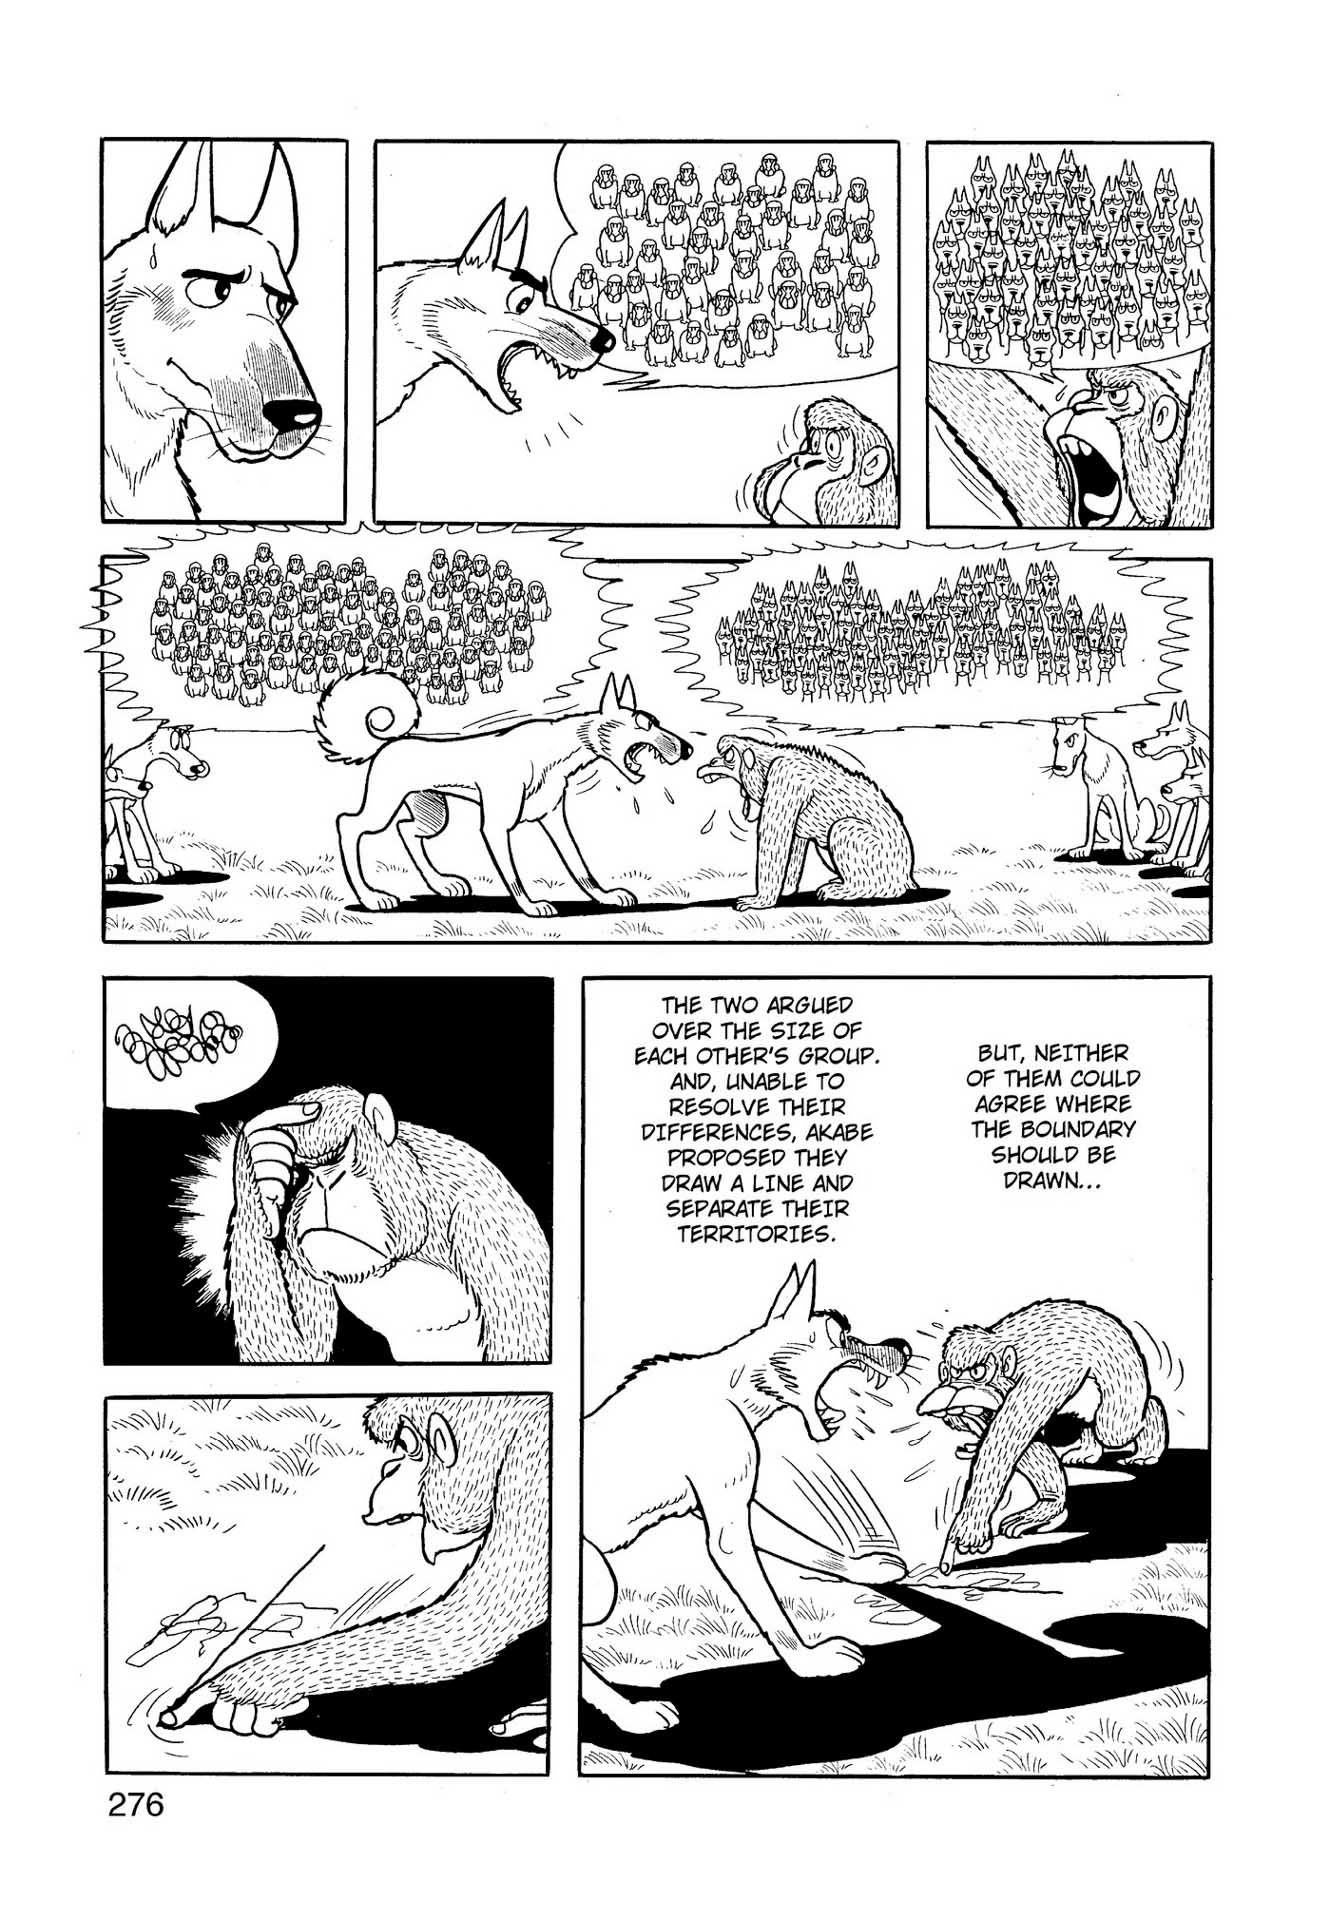 THE TWO ARGUED
OVER THE SIZE OF
EACH OTHER'S GROUP.
AND, UNABLE TO
RESOLVE THEIR
DIFFERENCES, AKABE
PROPOSED THEY
DRAW A LINE AND
SEPARATE THEIR
TERRITORIES.
BUT, NEITHER
OF THEM COULD
AGREE WHERE
THE BOUNDARY
SHOULD BE
DRAWN...
276